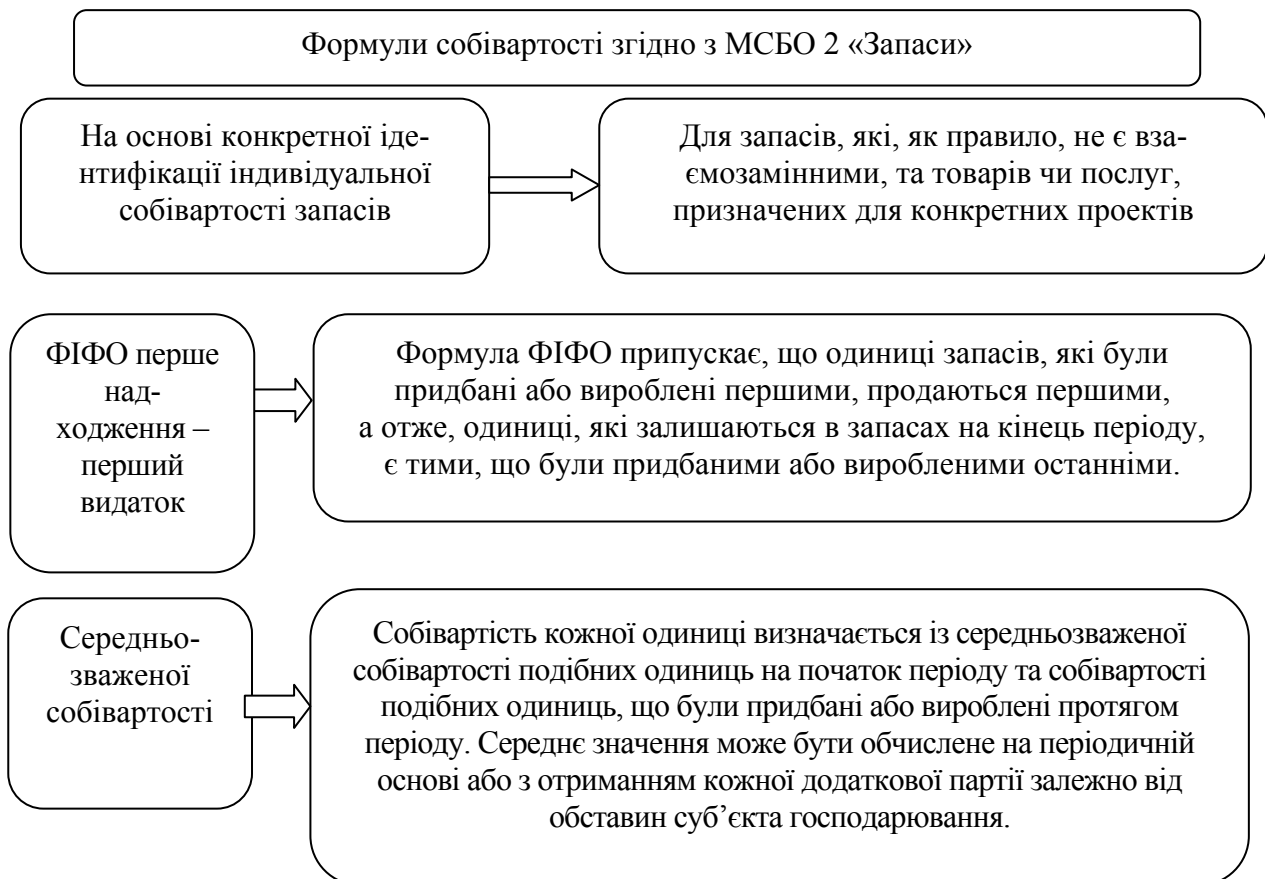 Формули собівартості згідно з МСБО 2 «Запаси»
На основі конкретної іде-
нтифікації індивідуальної
собівартості запасів
Для запасів, які, як правило, не є вза-
ємозамінними, та товарів чи послуг,
призначених для конкретних проектів
ФІФО перше
над-
ходження –
перший
видаток
Формула ФІФО припускає, що одиниці запасів, які були
придбані або вироблені першими, продаються першими,
а отже, одиниці, які залишаються в запасах на кінець періоду,
є тими, що були придбаними або виробленими останніми.
Середньо-
зваженої
собівартості
Собівартість кожної одиниці визначається із середньозваженої
собівартості подібних одиниць на початок періоду та собівартості
подібних одиниць, що були придбані або вироблені протягом
періоду. Середнє значення може бути обчислене на періодичній
основі або з отриманням кожної додаткової партії залежно від
обставин суб’єкта господарювання.